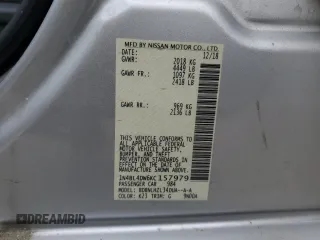 MFD BY NISSAN MOTOR CO., LTD.
DATE: 12/18
GVWR: 2018 KG
4449 LB
GAWR FR: 1097 KG
2418 LB
GAWR RR: 969 KG
2136 LB
THIS VEHICLE CONFORMS TO
ALL APPLICABLE FEDERAL
MOTOR VEHICLE SAFETY,
BUMPER, AND THEFT
PREVENTION STANDARDS
IN EFFECT ON THE DATE OF
MANUFACTURE SHOWN ABOVE.
157979
PASSENGER CAR
COLOR: K23 TRIM: G